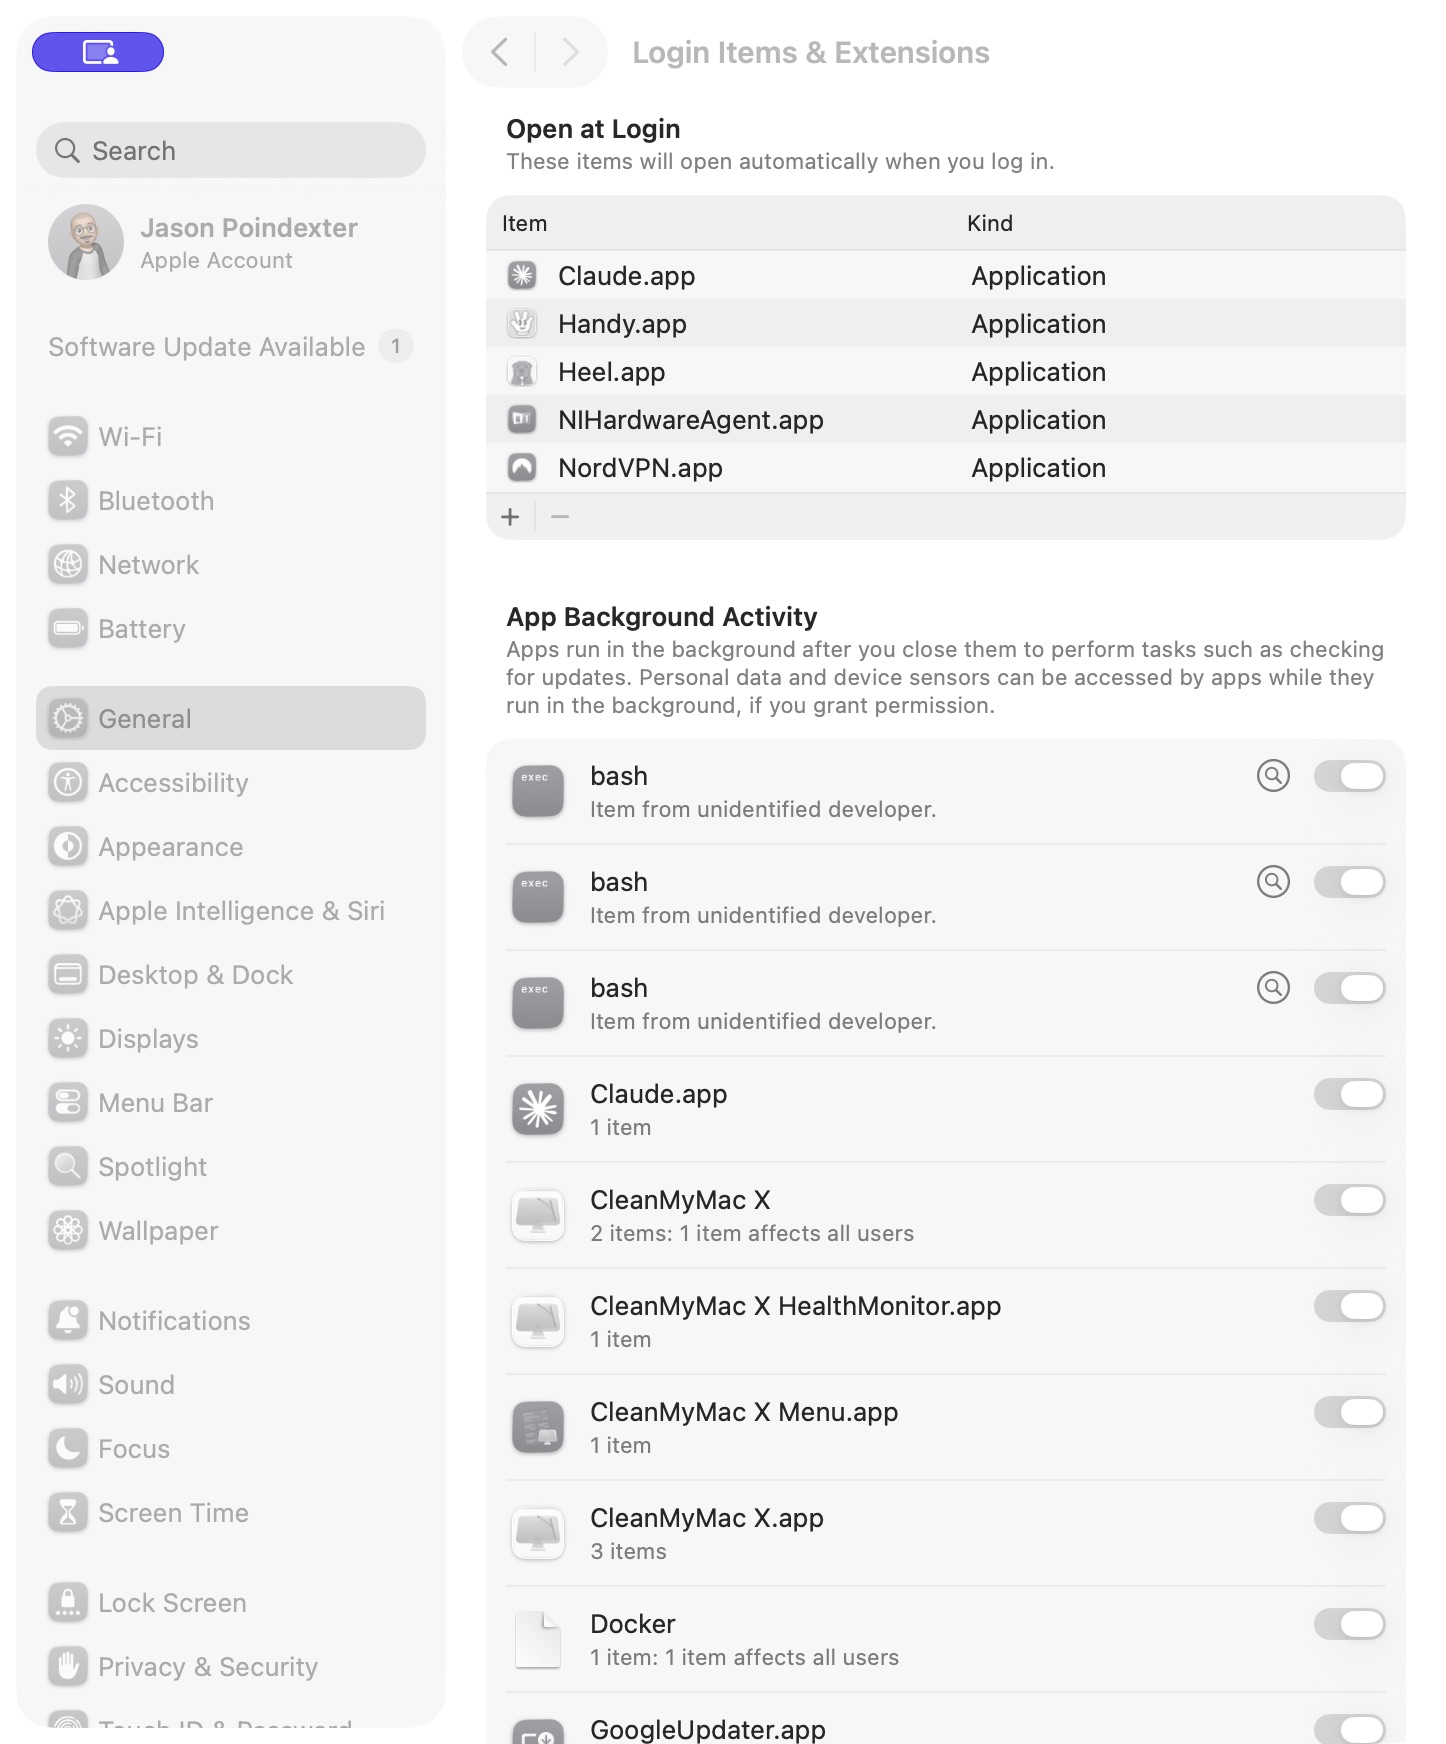 Search
Jason Poindexter
Apple Account
Software Update Available 1
Wi-Fi
Bluetooth
Network
Battery
General
Accessibility
Appearance
Apple Intelligence & Siri
Desktop & Dock
Displays
Menu Bar
Spotlight
Wallpaper
Notifications
Sound
Focus
Screen Time
Lock Screen
Privacy & Security
Touch ID & Password
Login Items & Extensions
Open at Login
These items will open automatically when you log in.
Item Kind
Claude.app Application
Handy.app Application
Heel.app Application
NIHardwareAgent.app Application
NordVPN.app Application
App Background Activity
Apps run in the background after you close them to perform tasks such as checking
for updates. Personal data and device sensors can be accessed by apps while they
run in the background, if you grant permission.
exec
bash
Item from unidentified developer.
exec
bash
Item from unidentified developer.
exec
bash
Item from unidentified developer.
Claude.app
1 item
CleanMyMac X
2 items: 1 item affects all users
CleanMyMac X HealthMonitor.app
1 item
CleanMyMac X Menu.app
1 item
CleanMyMac X.app
3 items
Docker
1 item: 1 item affects all users
GoogleUpdater.app